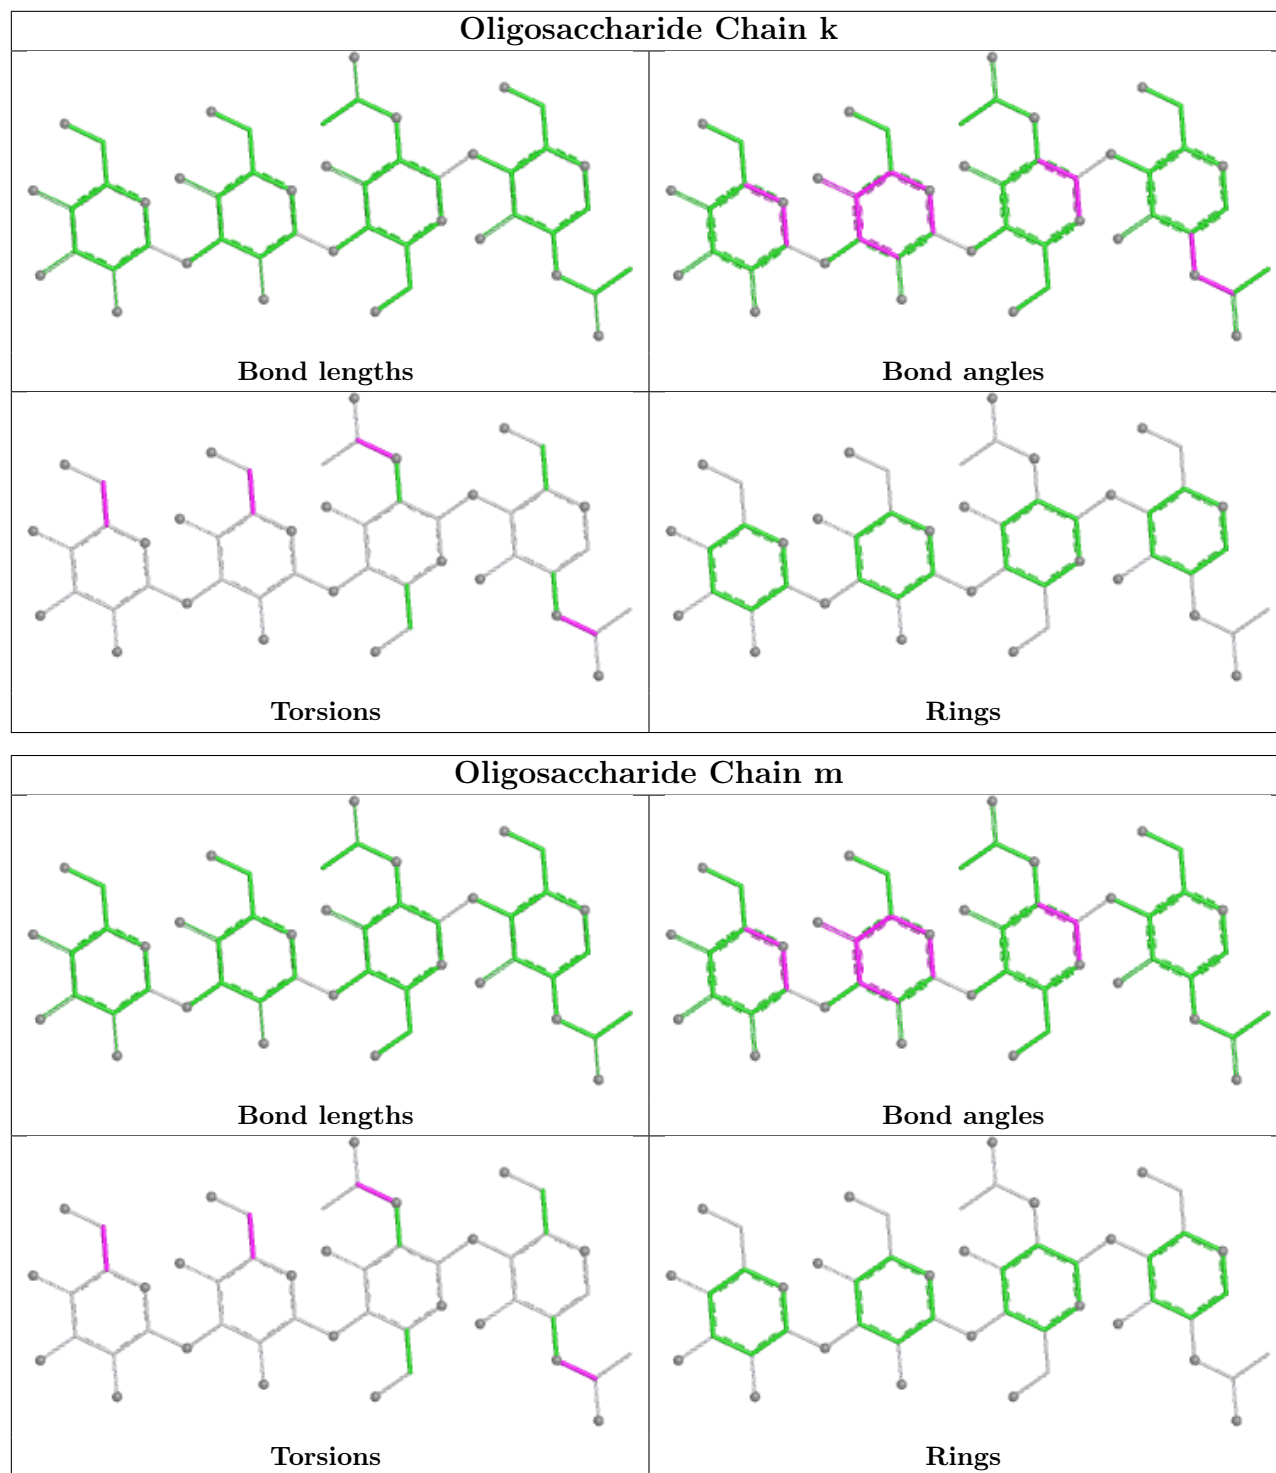 Oligosaccharide Chain k
Bond lengths
Bond angles
Torsions
Rings
Oligosaccharide Chain m
Bond lengths
Bond angles
Torsions
Rings